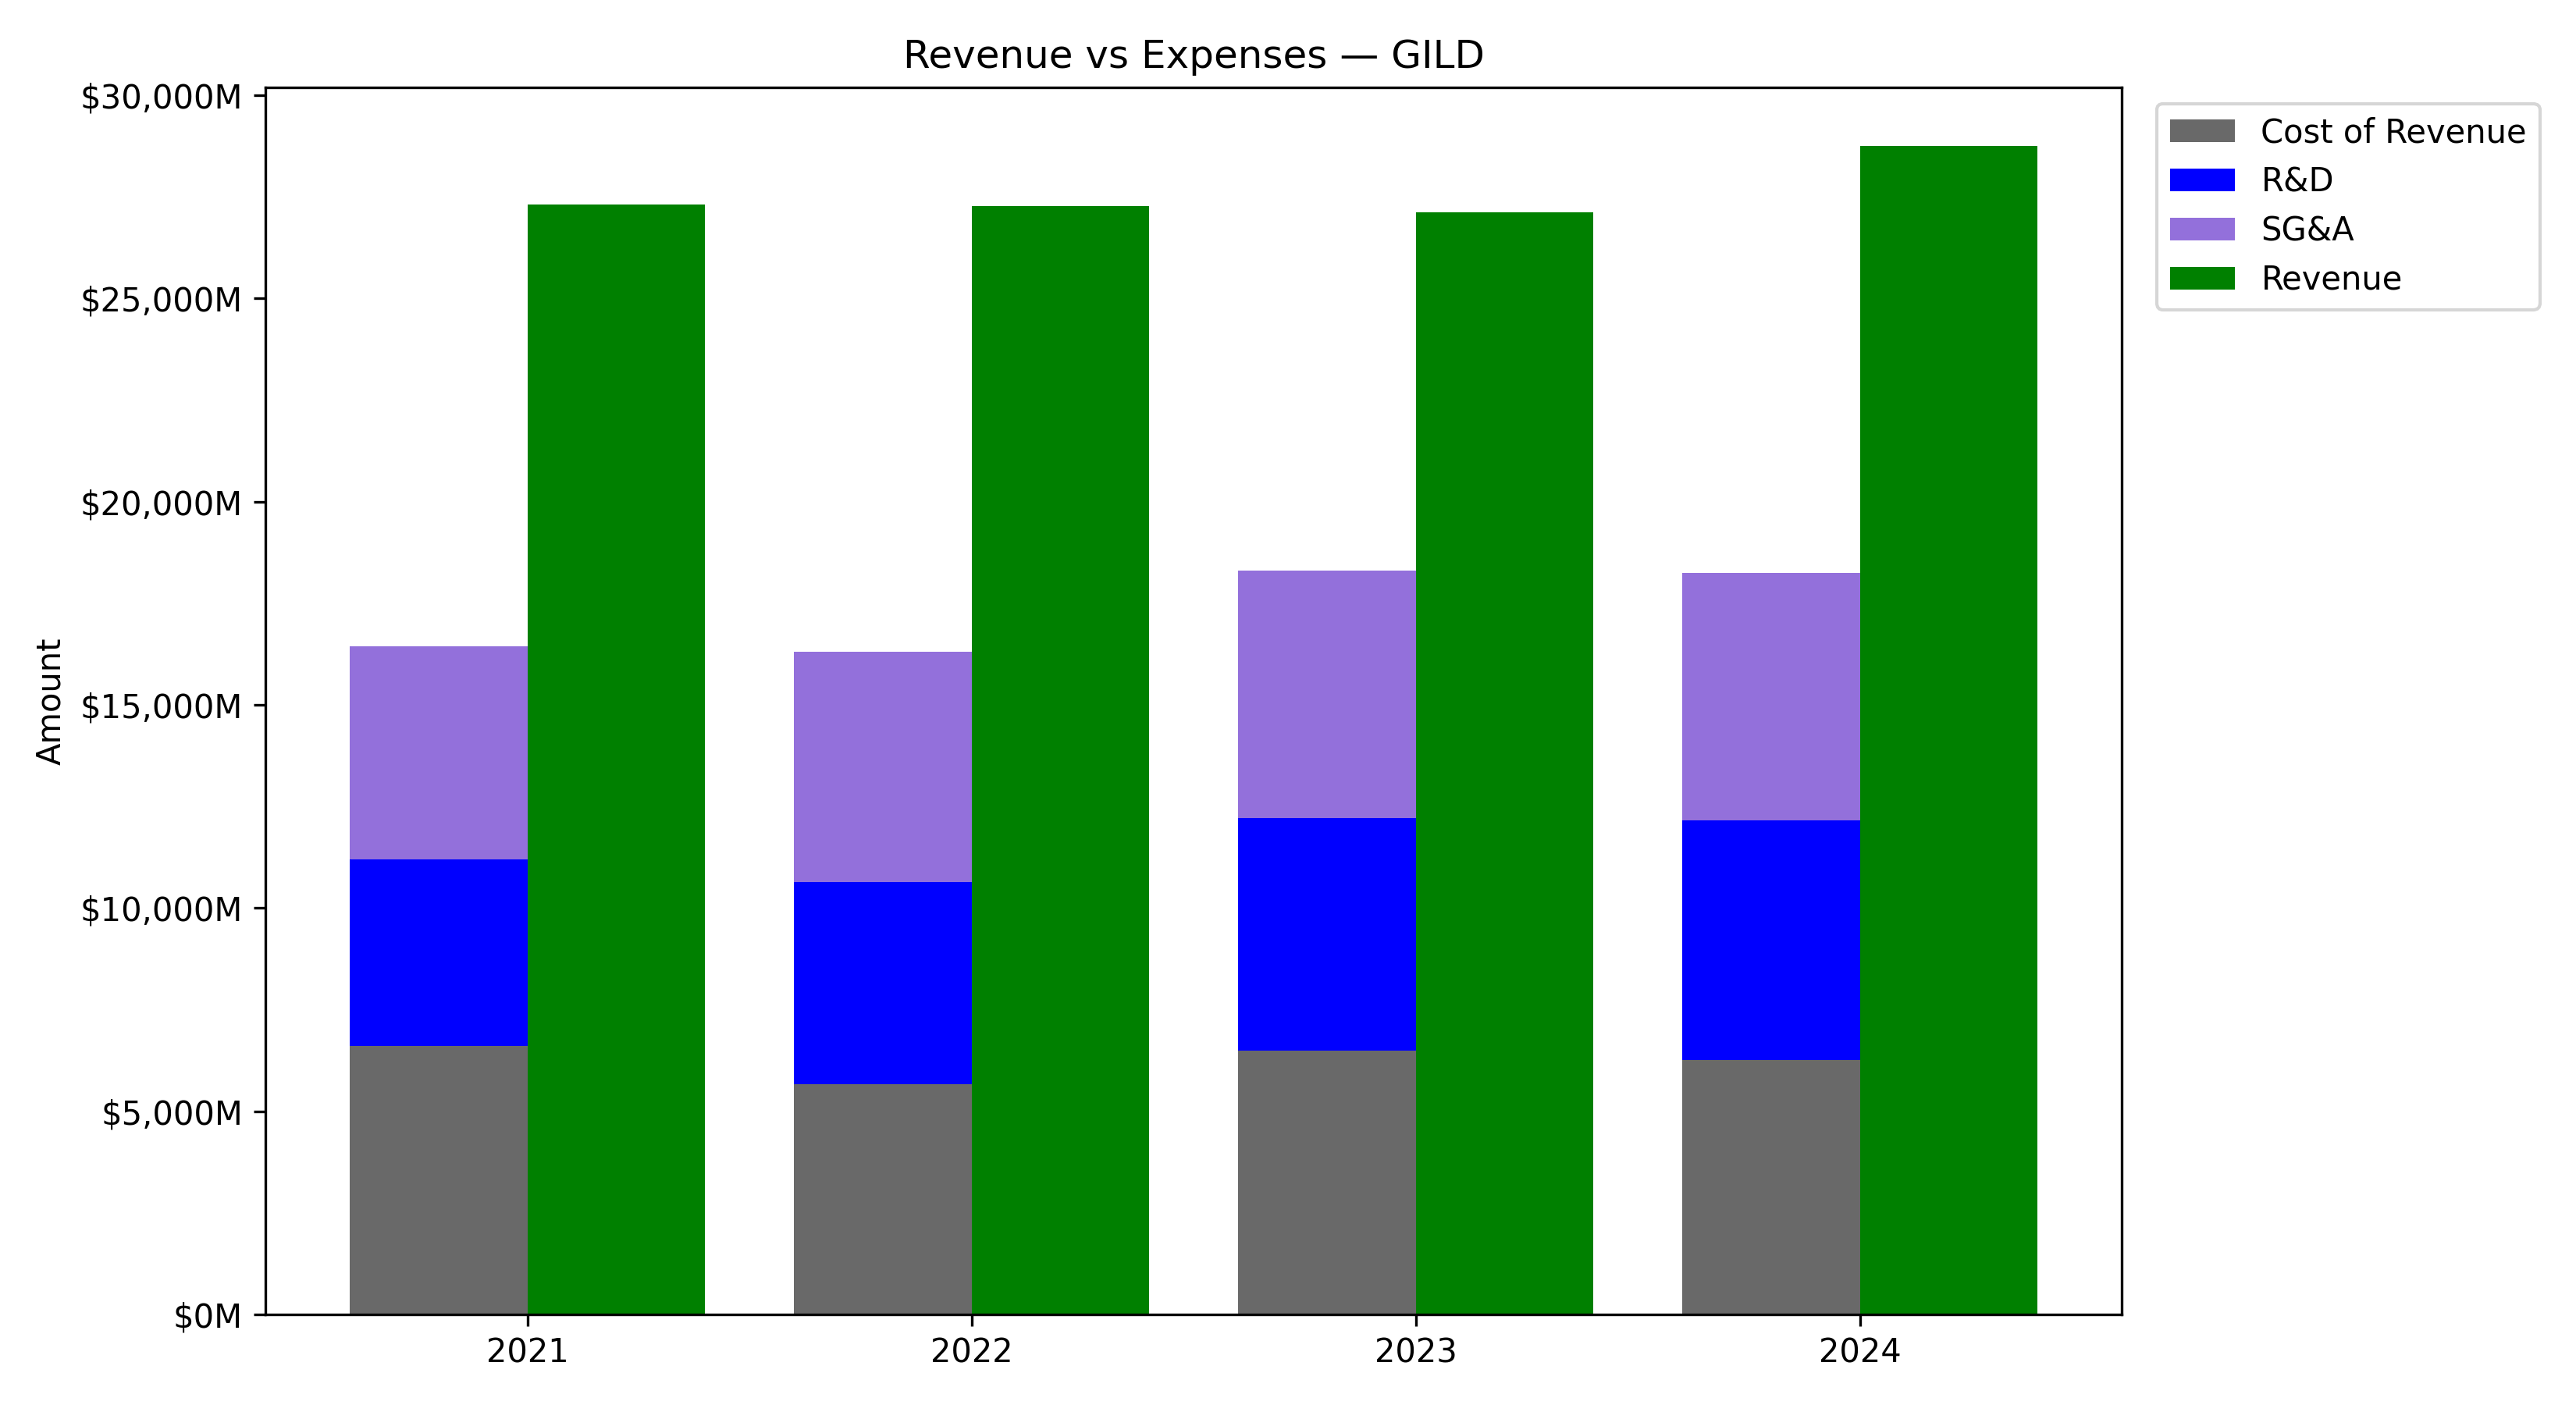 Revenue vs Expenses — GILD
$30,000M
$25,000M
$20,000M
$15,000M
$10,000M
$5,000M
$0M
Amount
2021
2022
2023
2024
Cost of Revenue
R&D
SG&A
Revenue